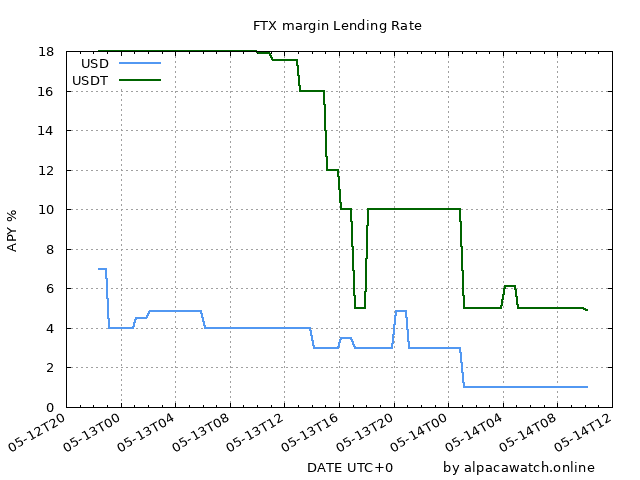 FTX margin Lending Rate
USD
USDT
APY %
18
16
14
12
10
8
6
4
2
0
05-12T20
05-13T00
05-13T04
05-13T08
05-13T12
05-13T16
05-13T20
05-14T00
05-14T04
05-14T08
05-14T12
DATE UTC+0
by alpacawatch.online